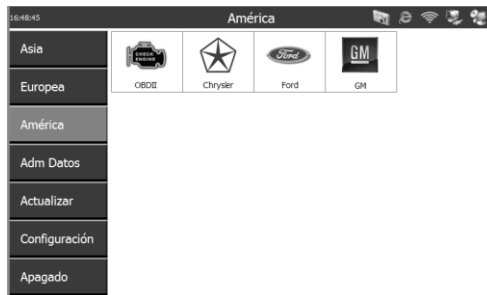 16:48:45
América
Asia
Europea
América
Adm Datos
Actualizar
Configuración
Apagado
CHECK
ENGINE
Ford
GM
OBDII
Chrysler
Ford
GM